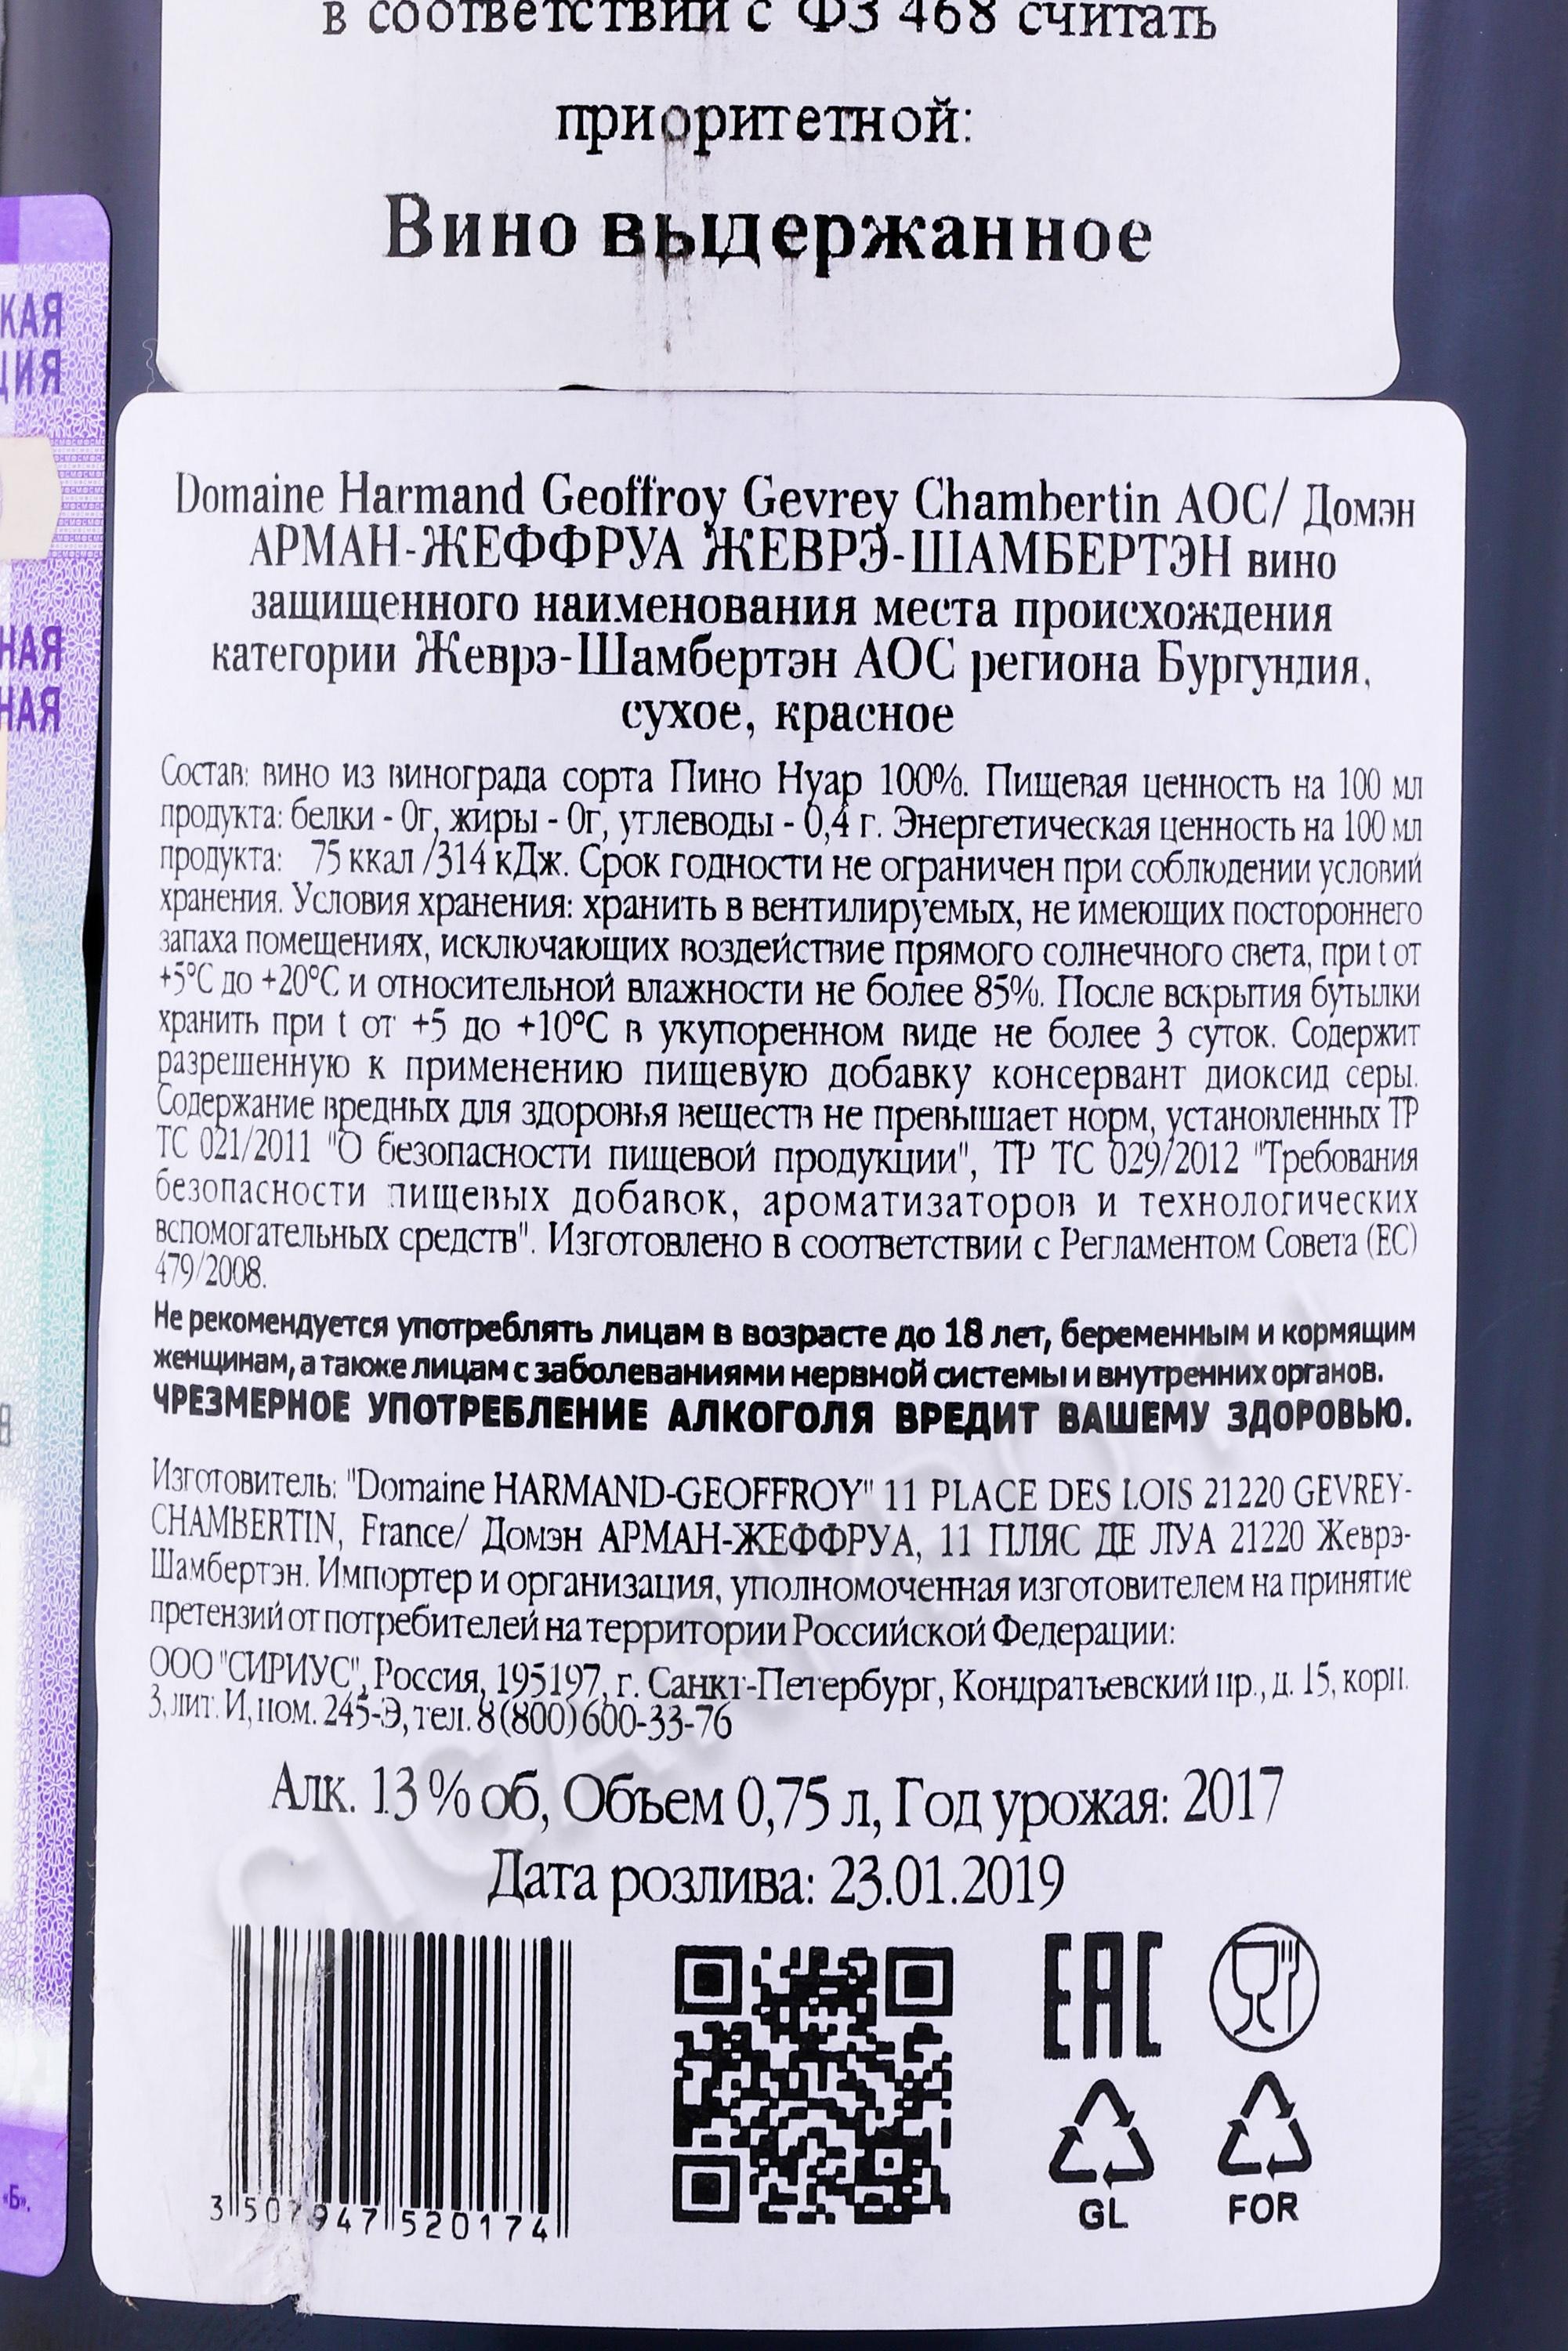 в соответствии с ФЗ 468 считать
приоритетной:
Вино выдержанное
КАЯ
ЦИЯ
НАЯ
НАЯ
Domaine Harmand Geoffroy Gevrey Chambertin AOC/ Домэн
АРМАН-ЖЕФФРУА ЖЕВРЭ-ШАМБЕРТЭН вино
защищенного наименования места происхождения
категории Жеврэ-Шамбертэн АОС региона Бургундия,
сухое, красное
Состав: вино из винограда сорта Пино Нуар 100%. Пищевая ценность на 100 мл
продукта: белки - 0г, жиры - 0г, углеводы - 0,4 г. Энергетическая ценность на 100 мл
продукта: 75 ккал /314 кДж. Срок годности не ограничен при соблюдении условий
хранения. Условия хранения: хранить в вентилируемых, не имеющих постороннего
запаха помещениях, исключающих воздействие прямого солнечного света, при t от
+5°C до +20°C и относительной влажности не более 85%. После вскрытия бутылки
хранить при t от +5 до +10°C в укупоренном виде не более 3 суток. Содержит
разрешенную к применению пищевую добавку консервант диоксид серы.
Содержание вредных для здоровья веществ не превышает норм, установленных ТР
ТС 021/2011 "О безопасности пищевой продукции", ТР ТС 029/2012 "Требования
безопасности пищевых добавок, ароматизаторов и технологических
вспомогательных средств". Изготовлено в соответствии с Регламентом Совета (ЕС)
479/2008.
Не рекомендуется употреблять лицам в возрасте до 18 лет, беременным и кормящим
женщинам, а также лицам с заболеваниями нервной системы и внутренних органов.
ЧРЕЗМЕРНОЕ УПОТРЕБЛЕНИЕ АЛКОГОЛЯ ВРЕДИТ ВАШЕМУ ЗДОРОВЬЮ.
Изготовитель: "Domaine HARMAND-GEOFFROY" 11 PLACE DES LOIS 21220 GEVREY-
CHAMBERTIN, France/ Домэн АРМАН-ЖЕФФРУА, 11 ПЛЯС ДЕ ЛУА 21220 Жеврэ-
Шамбертэн. Импортер и организация, уполномоченная изготовителем на принятие
претензий от потребителей на территории Российской Федерации:
ООО "СИРИУС", Россия, 195197, г. Санкт-Петербург, Кондратьевский пр., д. 15, корп.
3, лит. И, пом. 245-Э, тел. 8 (800) 600-33-76
Алк. 13 % об, Объем 0,75 л, Год урожая: 2017
Дата розлива: 23.01.2019
3 507947 520174
EAC
GL
FOR
«Б».
CIGARPRO.RU